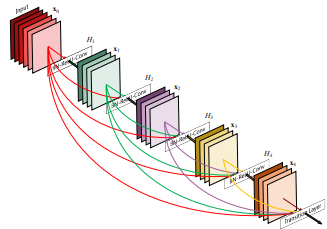 Input
x₀
H₁
x₁
BN-ReLU-Conv
H₂
x₂
BN-ReLU-Conv
H₃
x₃
BN-ReLU-Conv
H₄
x₄
BN-ReLU-Conv
Transition Layer